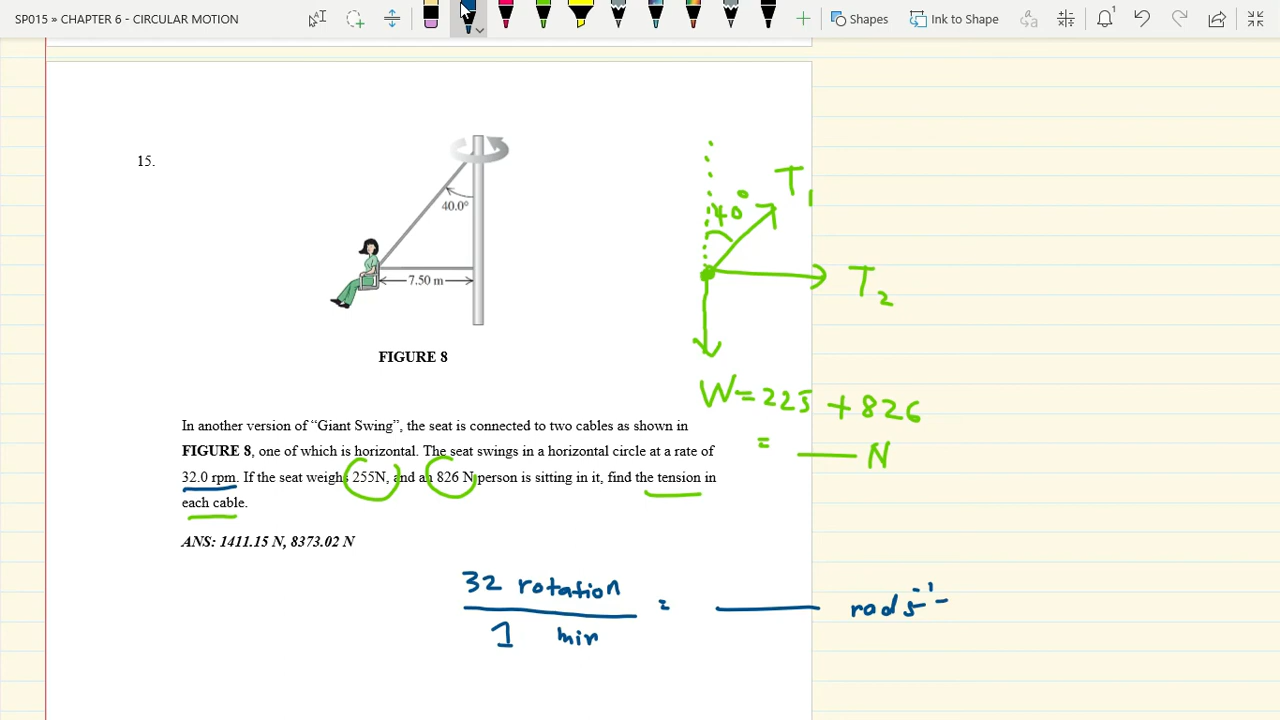 SP015 » CHAPTER 6 - CIRCULAR MOTION
Shapes
Ink to Shape
1
15.
40.0°
7.50 m
FIGURE 8
In another version of “Giant Swing”, the seat is connected to two cables as shown in
FIGURE 8, one of which is horizontal. The seat swings in a horizontal circle at a rate of
32.0 rpm. If the seat weighs 255N, and an 826 N person is sitting in it, find the tension in
each cable.
ANS: 1411.15 N, 8373.02 N
40°
T1
T2
W = 225 + 826
= ___ N
32 rotation
1 min
= ___ rad s⁻¹